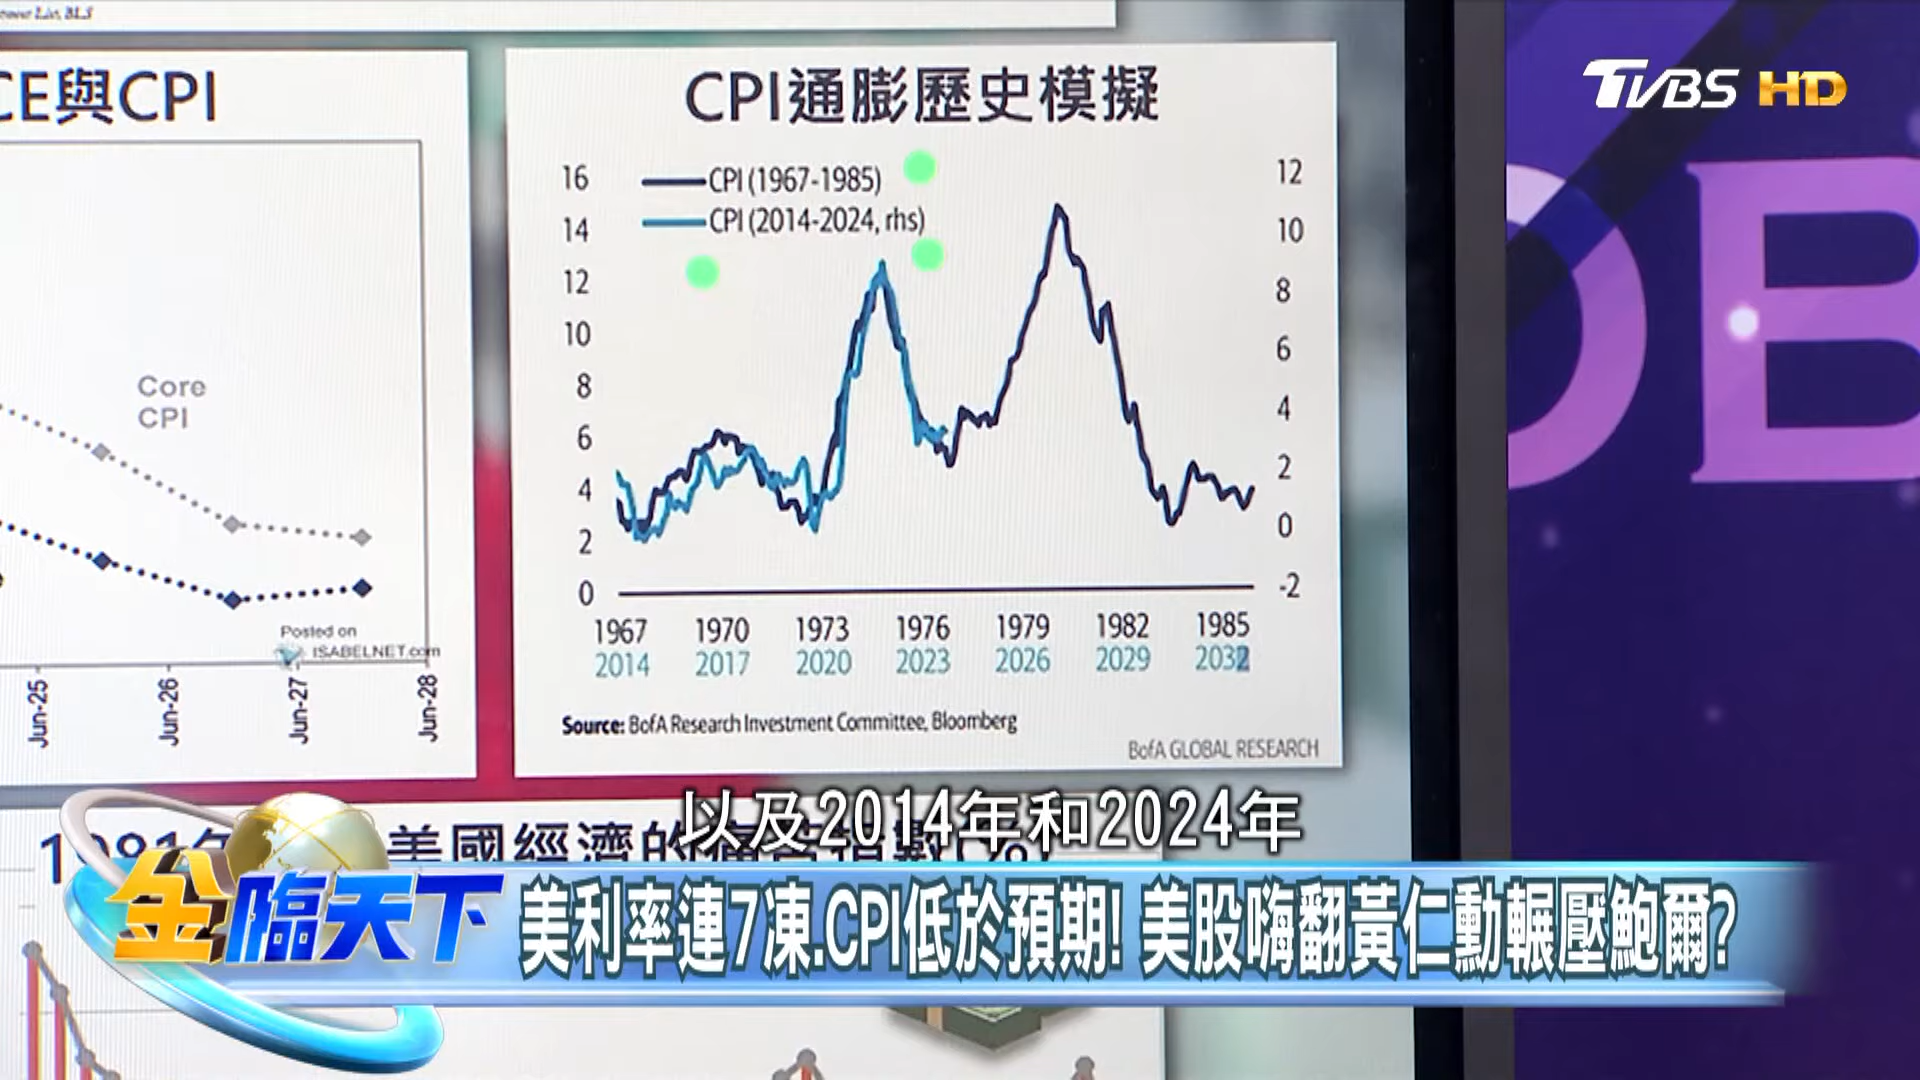 CE與CPI
Core
CPI
Posted on
ISABELNET.com
Jun-25
Jun-26
Jun-27
Jun-28
CPI通膨歷史模擬
CPI (1967-1985)
CPI (2014-2024, rhs)
16
14
12
10
8
6
4
2
0
12
10
8
6
4
2
0
-2
1967 1970 1973 1976 1979 1982 1985
2014 2017 2020 2023 2026 2029 2032
Source: BofA Research Investment Committee, Bloomberg
BofA GLOBAL RESEARCH
TVBS HD
OB
以及2014年和2024年
金臨天下
美利率連7凍.CPI低於預期! 美股嗨翻黃仁勳輾壓鮑爾?